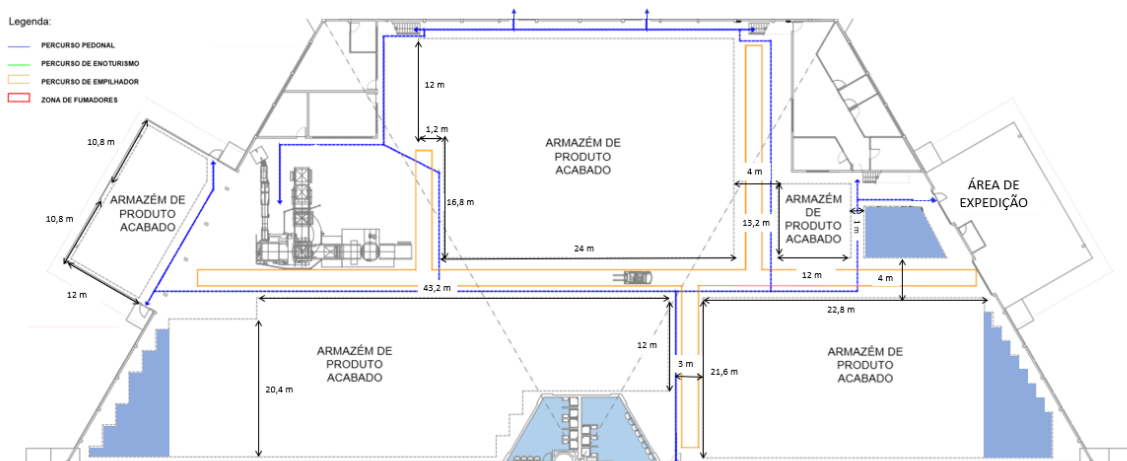 Legenda:
PERCURSO PEDONAL
PERCURSO DE ENOTURISMO
PERCURSO DE EMPILHADOR
ZONA DE FUMADORES
12 m
1,2 m
10,8 m
10,8 m
12 m
ARMAZÉM DE
PRODUTO
ACABADO
16,8 m
ARMAZÉM DE
PRODUTO
ACABADO
24 m
4 m
13,2 m
ARMAZÉM
DE
PRODUTO
ACABADO
1 m
12 m
ÁREA DE
EXPEDIÇÃO
4 m
43,2 m
22,8 m
ARMAZÉM DE
PRODUTO
ACABADO
20,4 m
12 m
3 m
21,6 m
ARMAZÉM DE
PRODUTO
ACABADO